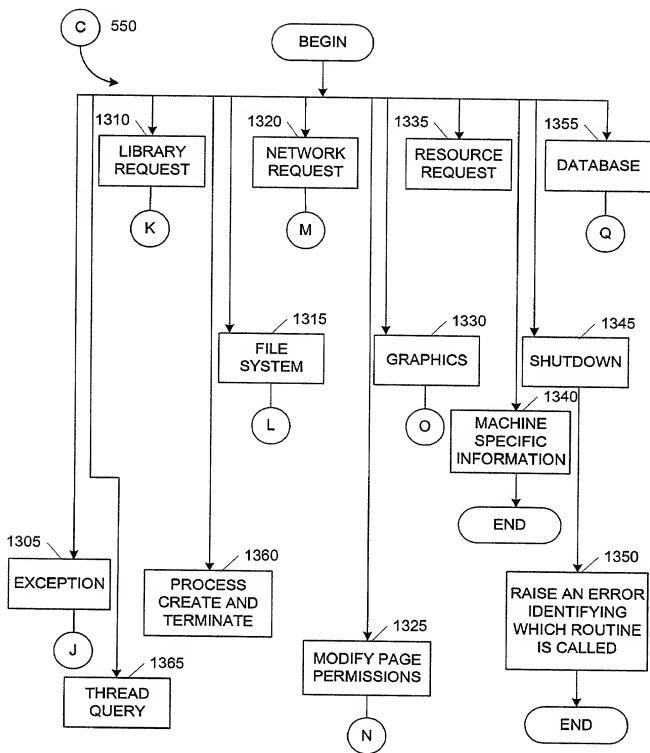 C
550
BEGIN
1310
1320
1335
1355
LIBRARY
REQUEST
NETWORK
REQUEST
RESOURCE
REQUEST
DATABASE
K
M
Q
1315
1330
1345
FILE
SYSTEM
GRAPHICS
SHUTDOWN
L
O
1340
MACHINE
SPECIFIC
INFORMATION
END
1305
1360
1350
EXCEPTION
PROCESS
CREATE AND
TERMINATE
RAISE AN ERROR
IDENTIFYING
WHICH ROUTINE
IS CALLED
J
1325
MODIFY PAGE
PERMISSIONS
1365
THREAD
QUERY
N
END